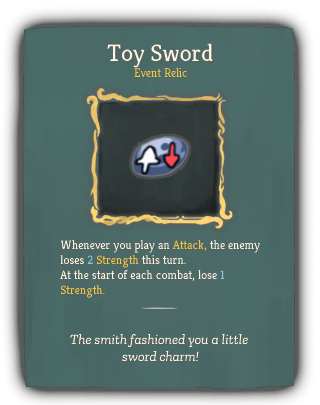 Toy Sword
Event Relic
Whenever you play an Attack, the enemy
loses 2 Strength this turn.
At the start of each combat, lose 1
Strength.
The smith fashioned you a little
sword charm!